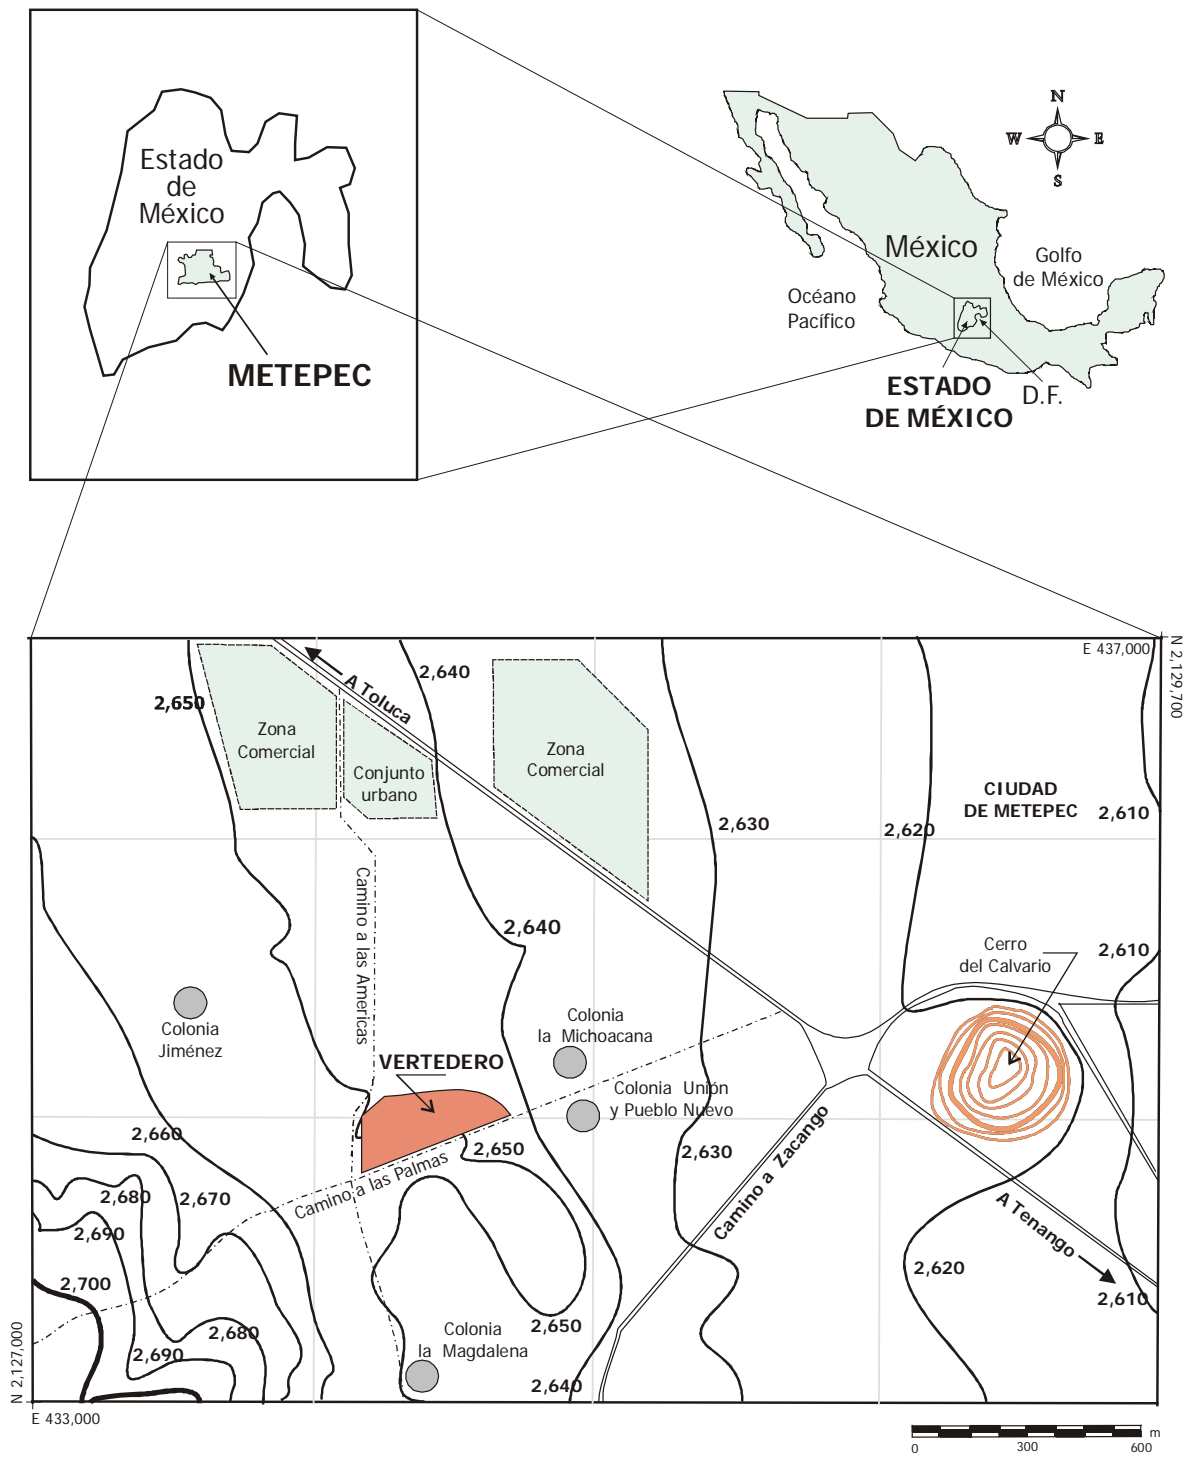 Estado
de
México
METEPEC
N
W
E
S
México
Golfo
de México
Océano
Pacífico
ESTADO
DE MÉXICO
D.F.
E 437,000
N 2,129,700
2,650
A Toluca
2,640
Zona
Comercial
Conjunto
urbano
Zona
Comercial
2,630
2,620
CIUDAD
DE METEPEC
2,610
Camino a las Americas
2,640
Cerro
del Calvario
2,610
Colonia
Jiménez
Colonia
la Michoacana
VERTEDERO
Colonia Unión
y Pueblo Nuevo
2,660
2,650
2,630
Camino a las Palmas
Camino a Zacango
2,680
2,670
2,690
A Tenango
2,620
2,700
2,610
2,680
2,690
Colonia
la Magdalena
2,650
2,640
N 2,127,000
E 433,000
m
0
300
600